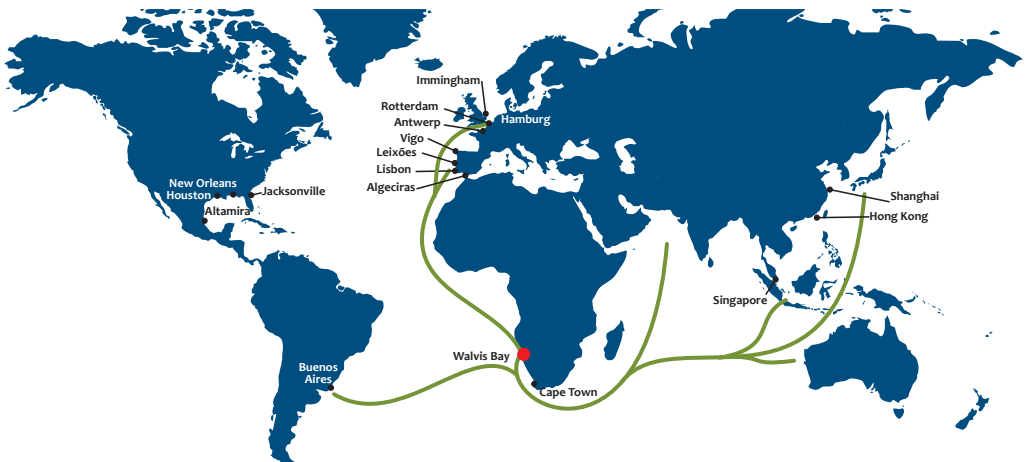 Immingham
Rotterdam
Hamburg
Antwerp
Vigo
Leixões
Lisbon
Algeciras
New Orleans
Houston
Jacksonville
Altamira
Shanghai
Hong Kong
Singapore
Walvis Bay
Buenos
Aires
Cape Town